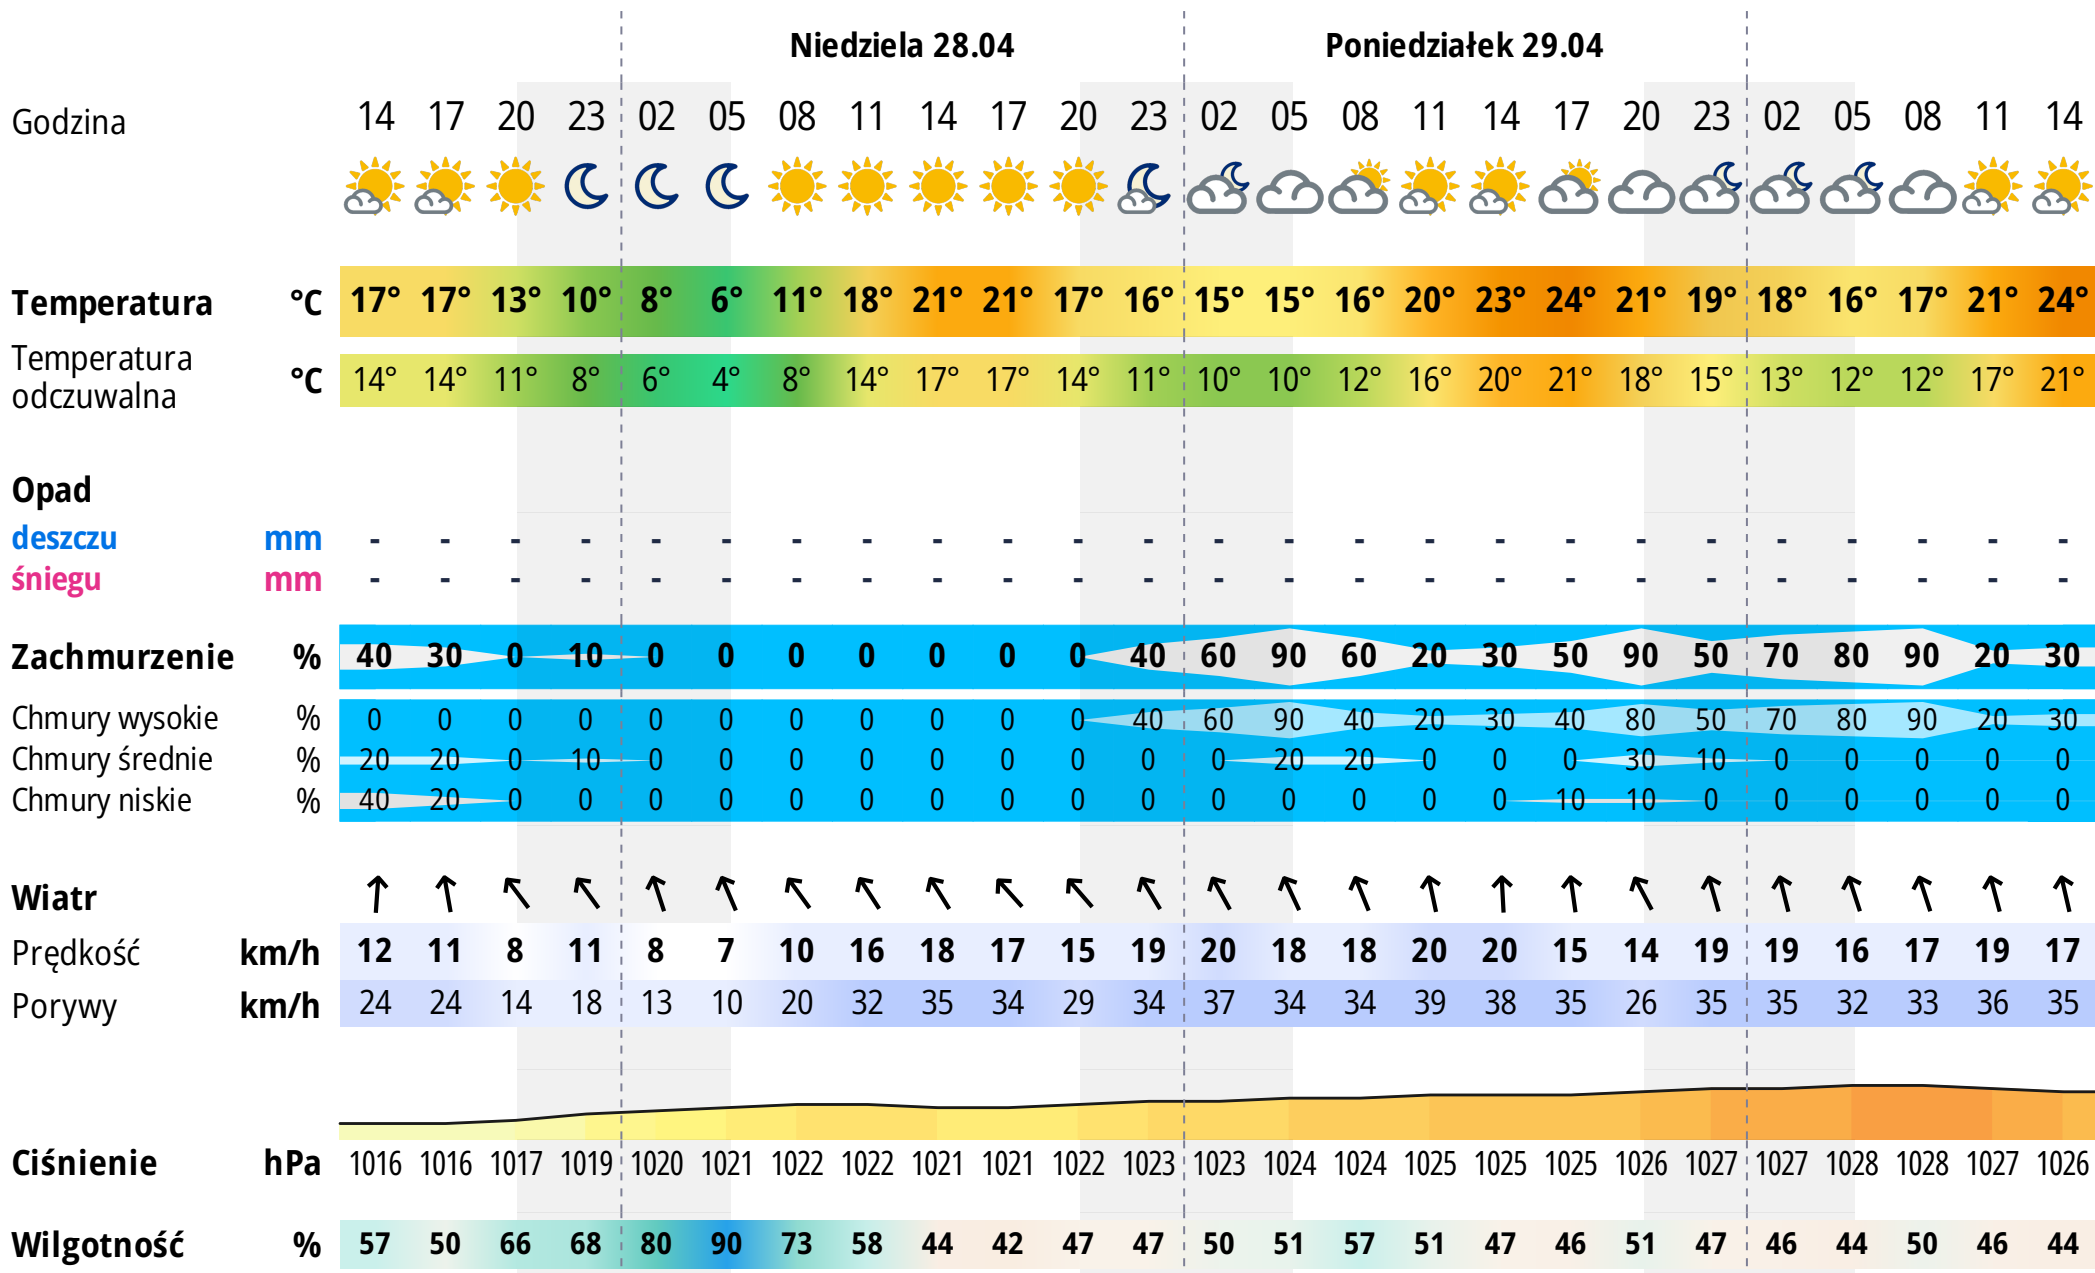 Niedziela 28.04 Poniedziałek 29.04
Godzina 14 17 20 23 02 05 08 11 14 17 20 23 02 05 08 11 14 17 20 23 02 05 08 11 14
Temperatura °C 17° 17° 13° 10° 8° 6° 11° 18° 21° 21° 17° 16° 15° 15° 16° 20° 23° 24° 21° 19° 18° 16° 17° 21° 24°
Temperatura
odczuwalna °C 14° 14° 11° 8° 6° 4° 8° 14° 17° 17° 14° 11° 10° 10° 12° 16° 20° 21° 18° 15° 13° 12° 12° 17° 21°
Opad
deszczu mm - - - - - - - - - - - - - - - - - - - - - - - - -
śniegu mm - - - - - - - - - - - - - - - - - - - - - - - - -
Zachmurzenie % 40 30 0 10 0 0 0 0 0 0 0 40 60 90 60 20 30 50 90 50 70 80 90 20 30
Chmury wysokie % 0 0 0 0 0 0 0 0 0 0 0 40 60 90 40 20 30 40 80 50 70 80 90 20 30
Chmury średnie % 20 20 0 10 0 0 0 0 0 0 0 0 0 20 20 0 0 0 30 10 0 0 0 0 0
Chmury niskie % 40 20 0 0 0 0 0 0 0 0 0 0 0 0 0 0 0 10 10 0 0 0 0 0 0
Wiatr
Prędkość km/h 12 11 8 11 8 7 10 16 18 17 15 19 20 18 18 20 20 15 14 19 19 16 17 19 17
Porywy km/h 24 24 14 18 13 10 20 32 35 34 29 34 37 34 34 39 38 35 26 35 35 32 33 36 35
Ciśnienie hPa 1016 1016 1017 1019 1020 1021 1022 1022 1021 1021 1022 1023 1023 1024 1024 1025 1025 1025 1026 1027 1027 1028 1028 1027 1026
Wilgotność % 57 50 66 68 80 90 73 58 44 42 47 47 50 51 57 51 47 46 51 47 46 44 50 46 44